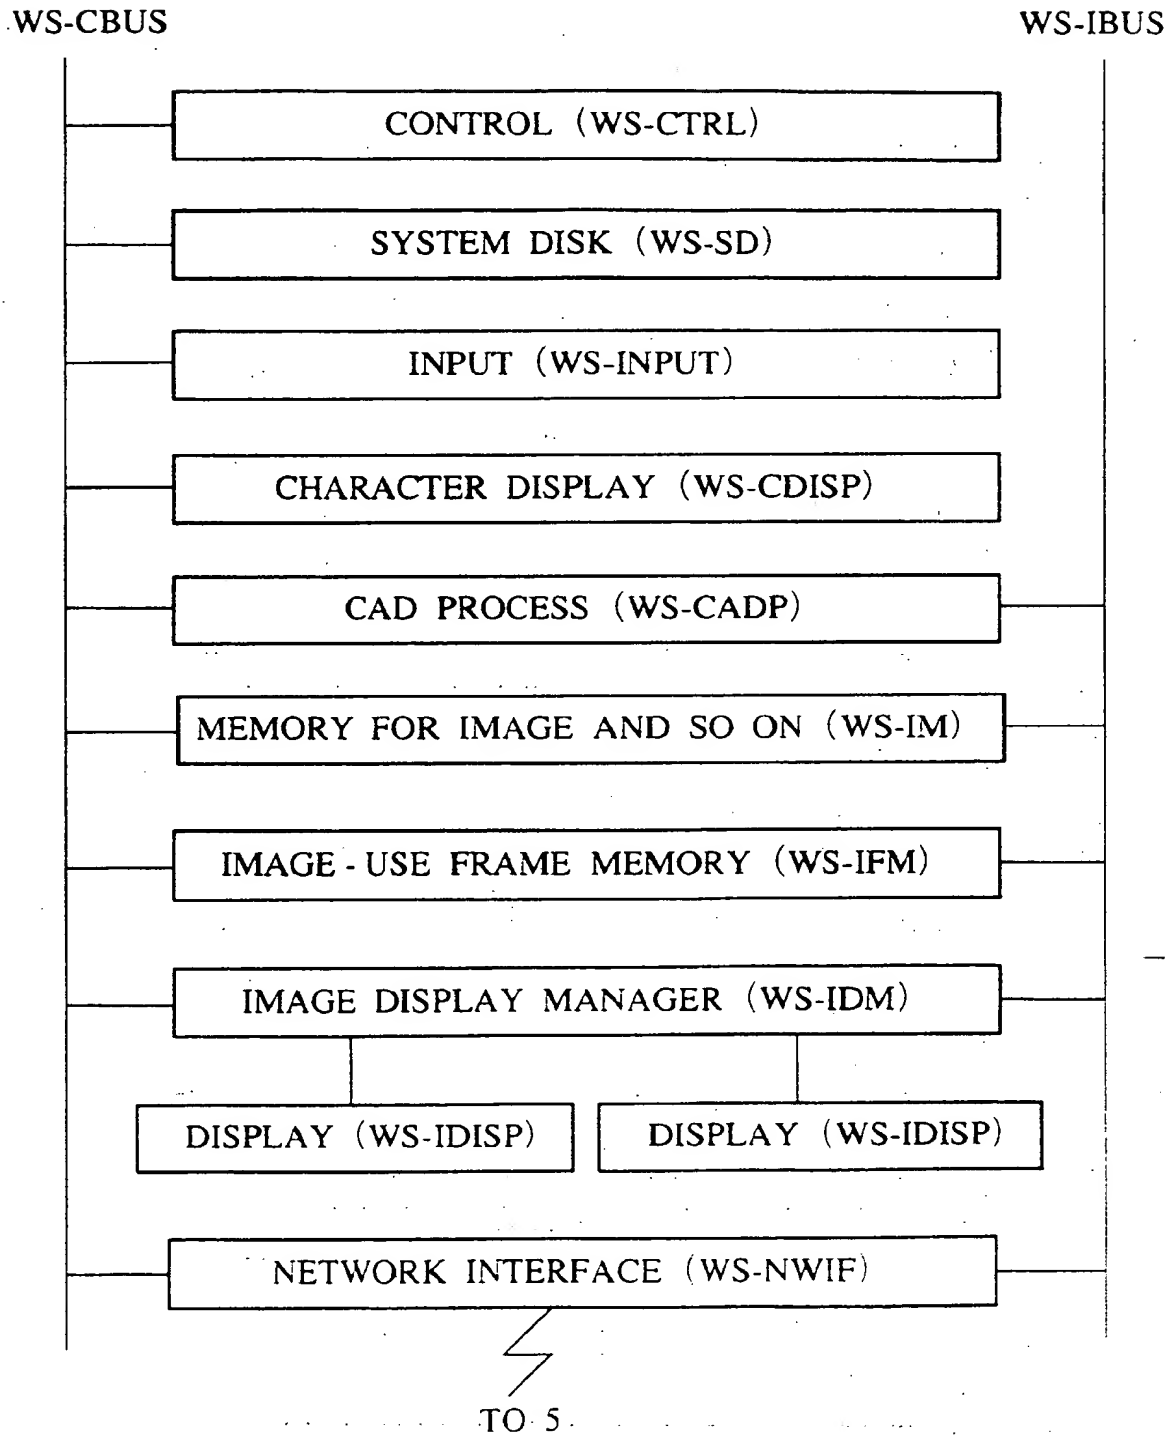 WS-CBUS
WS-IBUS
CONTROL (WS-CTRL)
SYSTEM DISK (WS-SD)
INPUT (WS-INPUT)
CHARACTER DISPLAY (WS-CDISP)
CAD PROCESS (WS-CADP)
MEMORY FOR IMAGE AND SO ON (WS-IM)
IMAGE-USE FRAME MEMORY (WS-IFM)
IMAGE DISPLAY MANAGER (WS-IDM)
DISPLAY (WS-IDISP)
DISPLAY (WS-IDISP)
NETWORK INTERFACE (WS-NWIF)
TO 5